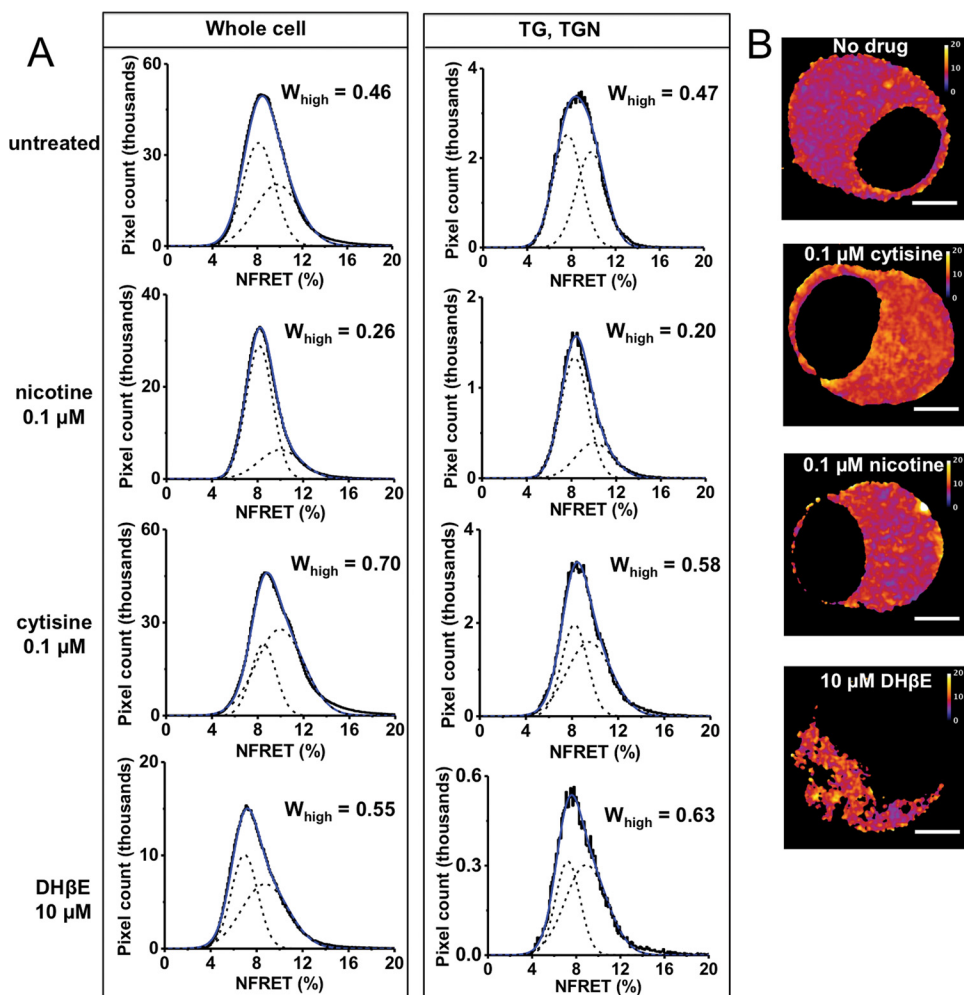 A
Whole cell
TG, TGN
B
untreated
Pixel count (thousands)
60
30
0
W_high = 0.46
0 4 8 12 16 20
NFRET (%)
Pixel count (thousands)
4
2
0
W_high = 0.47
0 4 8 12 16 20
NFRET (%)
nicotine
0.1 µM
Pixel count (thousands)
40
20
0
W_high = 0.26
0 4 8 12 16 20
NFRET (%)
Pixel count (thousands)
2
1
0
W_high = 0.20
0 4 8 12 16 20
NFRET (%)
cytisine
0.1 µM
Pixel count (thousands)
60
30
0
W_high = 0.70
0 4 8 12 16 20
NFRET (%)
Pixel count (thousands)
4
2
0
W_high = 0.58
0 4 8 12 16 20
NFRET (%)
DHβE
10 µM
Pixel count (thousands)
20
10
0
W_high = 0.55
0 4 8 12 16 20
NFRET (%)
Pixel count (thousands)
0.6
0.3
0.0
W_high = 0.63
0 4 8 12 16 20
NFRET (%)
No drug
20
10
0
0.1 µM cytisine
20
10
0
0.1 µM nicotine
20
10
0
10 µM DHβE
20
10
0